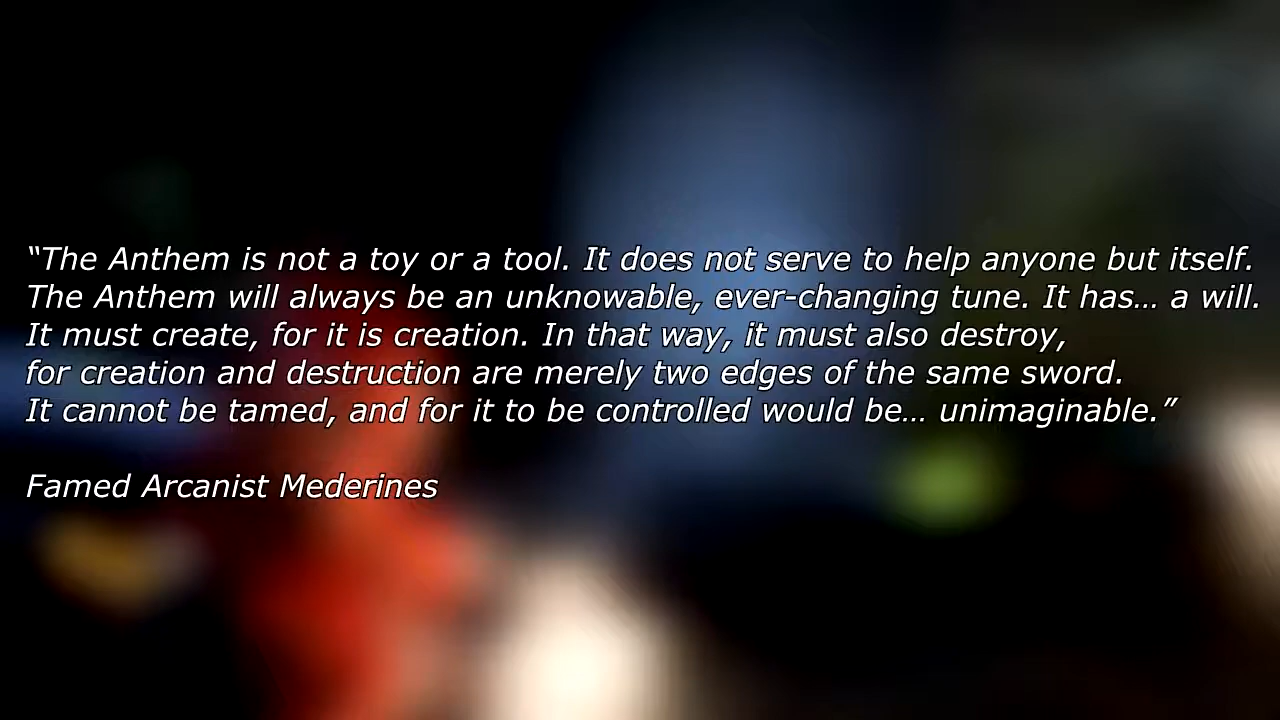 “The Anthem is not a toy or a tool. It does not serve to help anyone but itself.
The Anthem will always be an unknowable, ever-changing tune. It has... a will.
It must create, for it is creation. In that way, it must also destroy,
for creation and destruction are merely two edges of the same sword.
It cannot be tamed, and for it to be controlled would be... unimaginable.”
Famed Arcanist Mederines